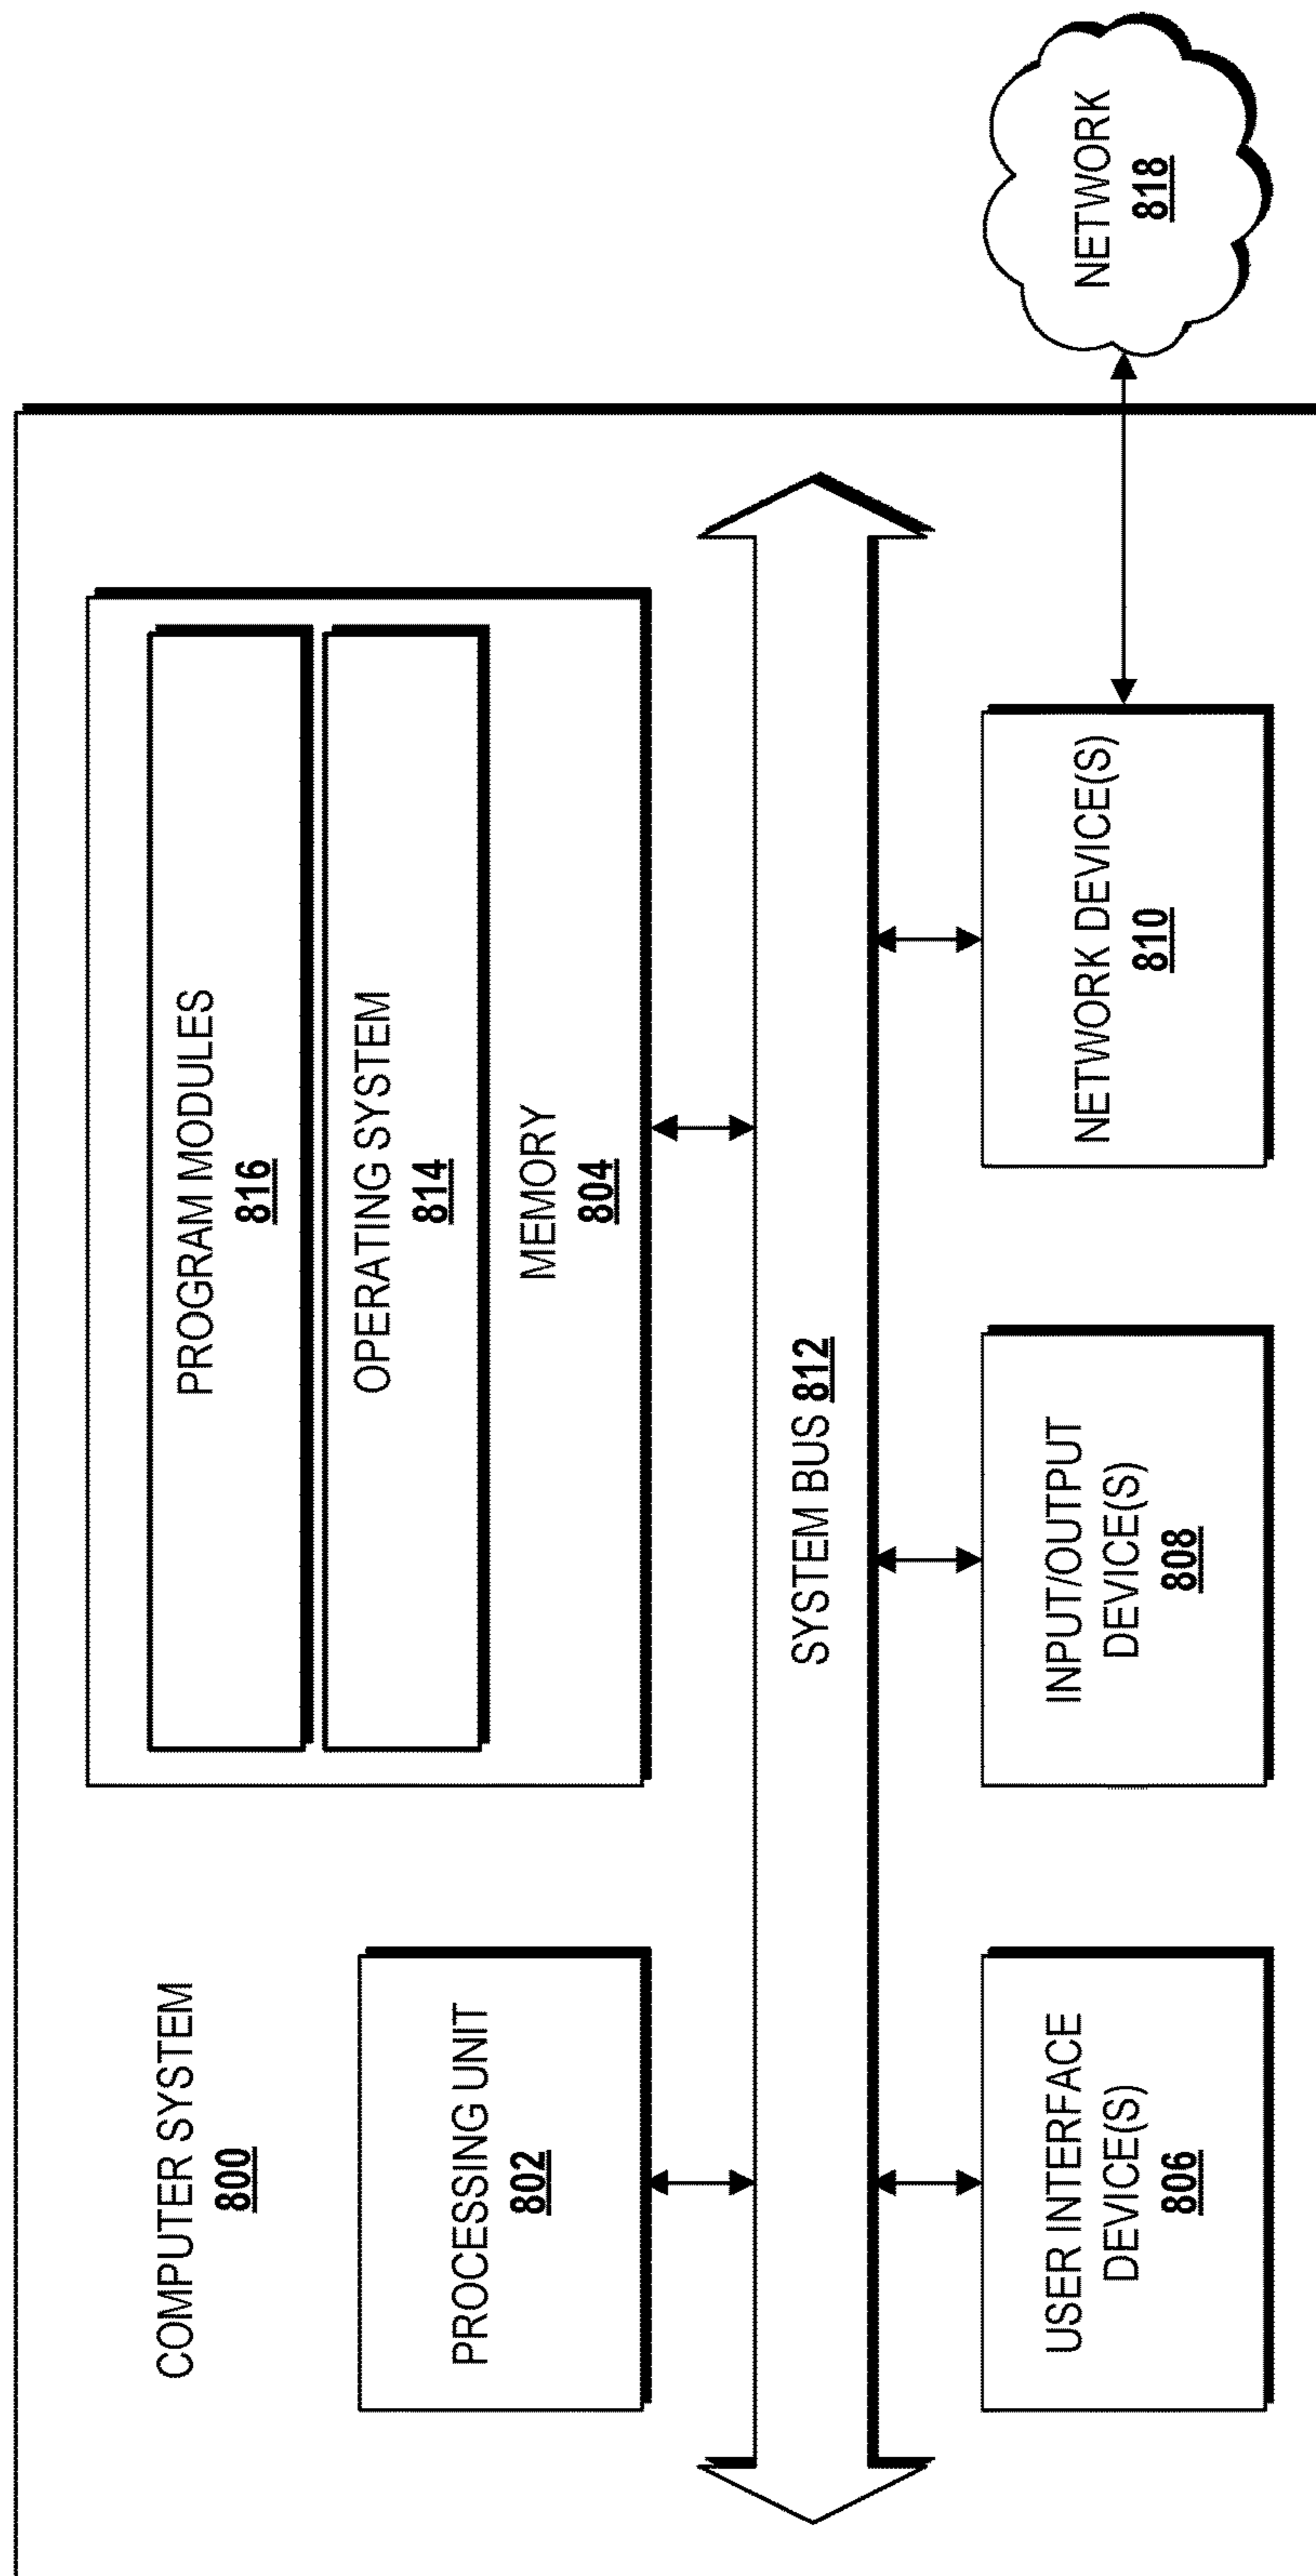 COMPUTER SYSTEM
800
PROCESSING UNIT
802
PROGRAM MODULES
816
OPERATING SYSTEM
814
MEMORY
804
SYSTEM BUS 812
USER INTERFACE
DEVICE(S)
806
INPUT/OUTPUT
DEVICE(S)
808
NETWORK DEVICE(S)
810
NETWORK
818